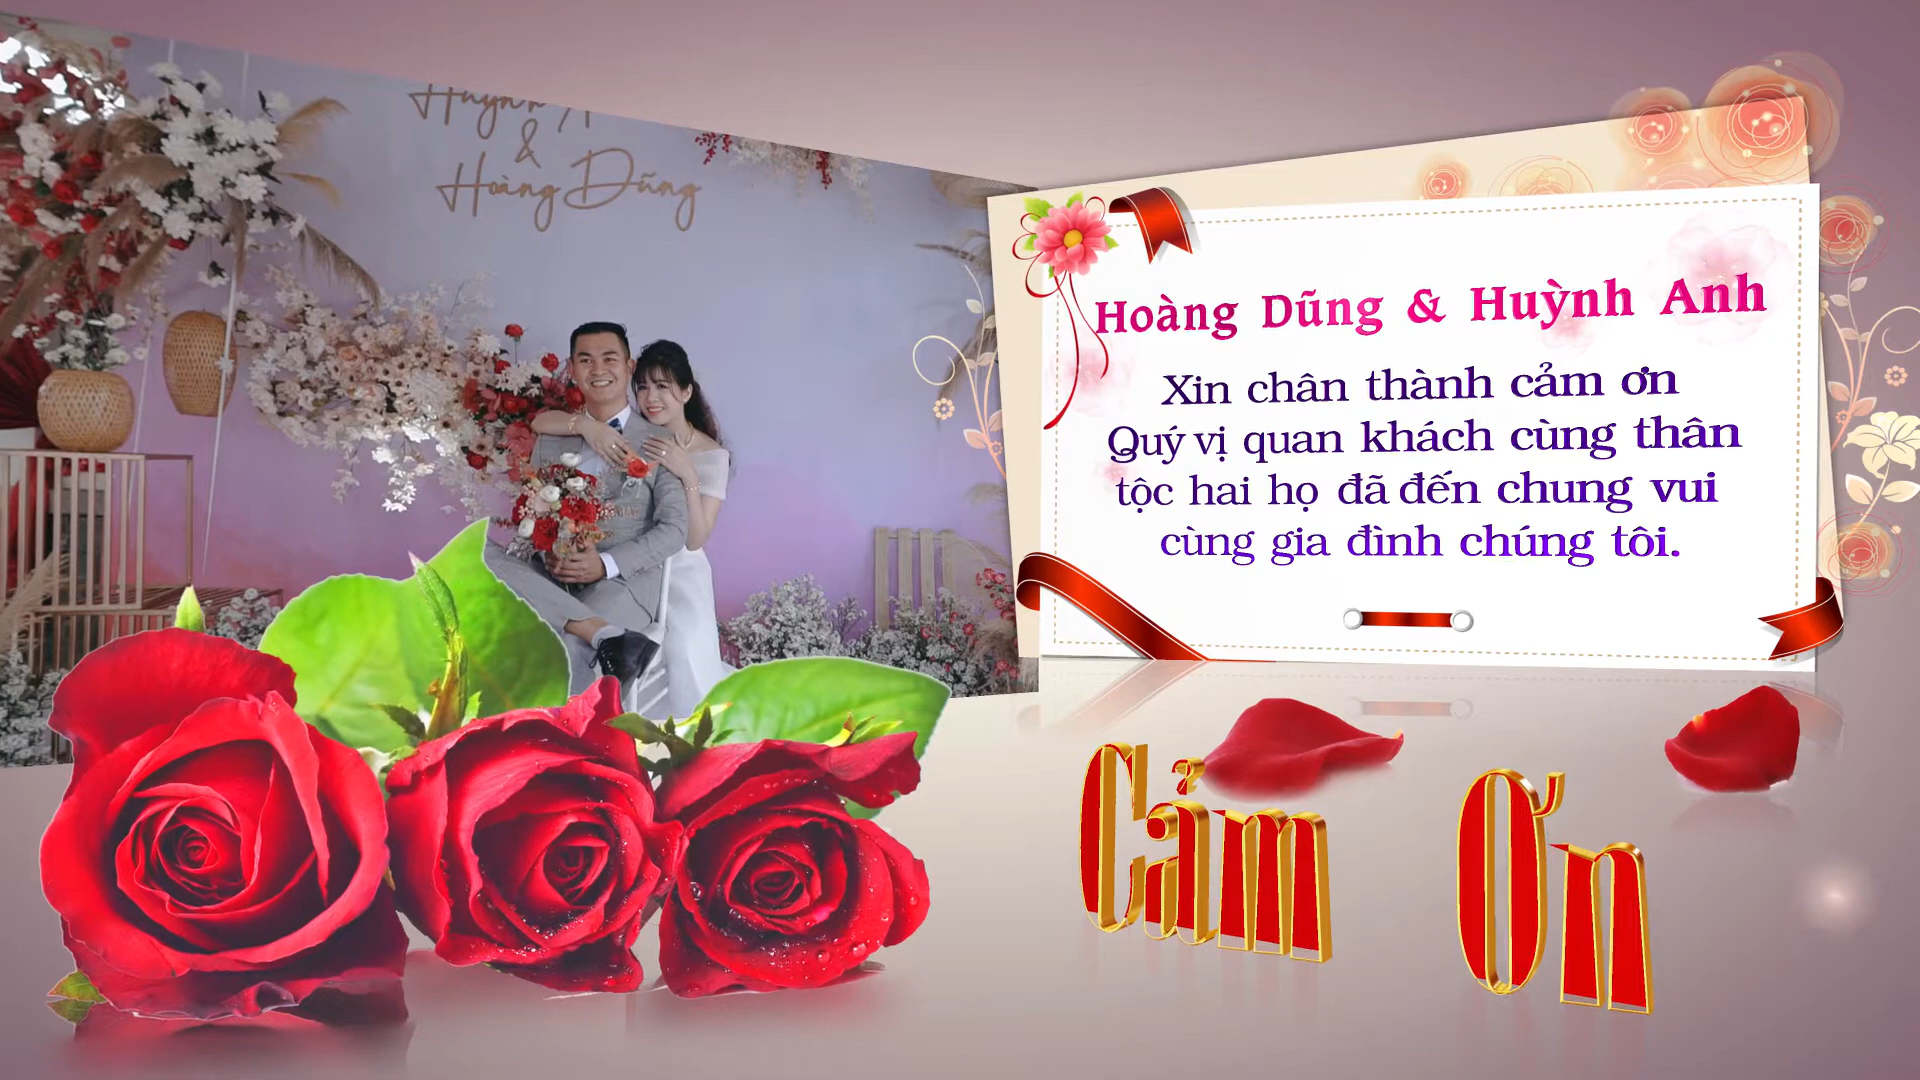 Huỳnh
&
Hoàng Dũng
Hoàng Dũng & Huỳnh Anh
Xin chân thành cảm ơn
Quý vị quan khách cùng thân
tộc hai họ đã đến chung vui
cùng gia đình chúng tôi.
Cảm Ơn